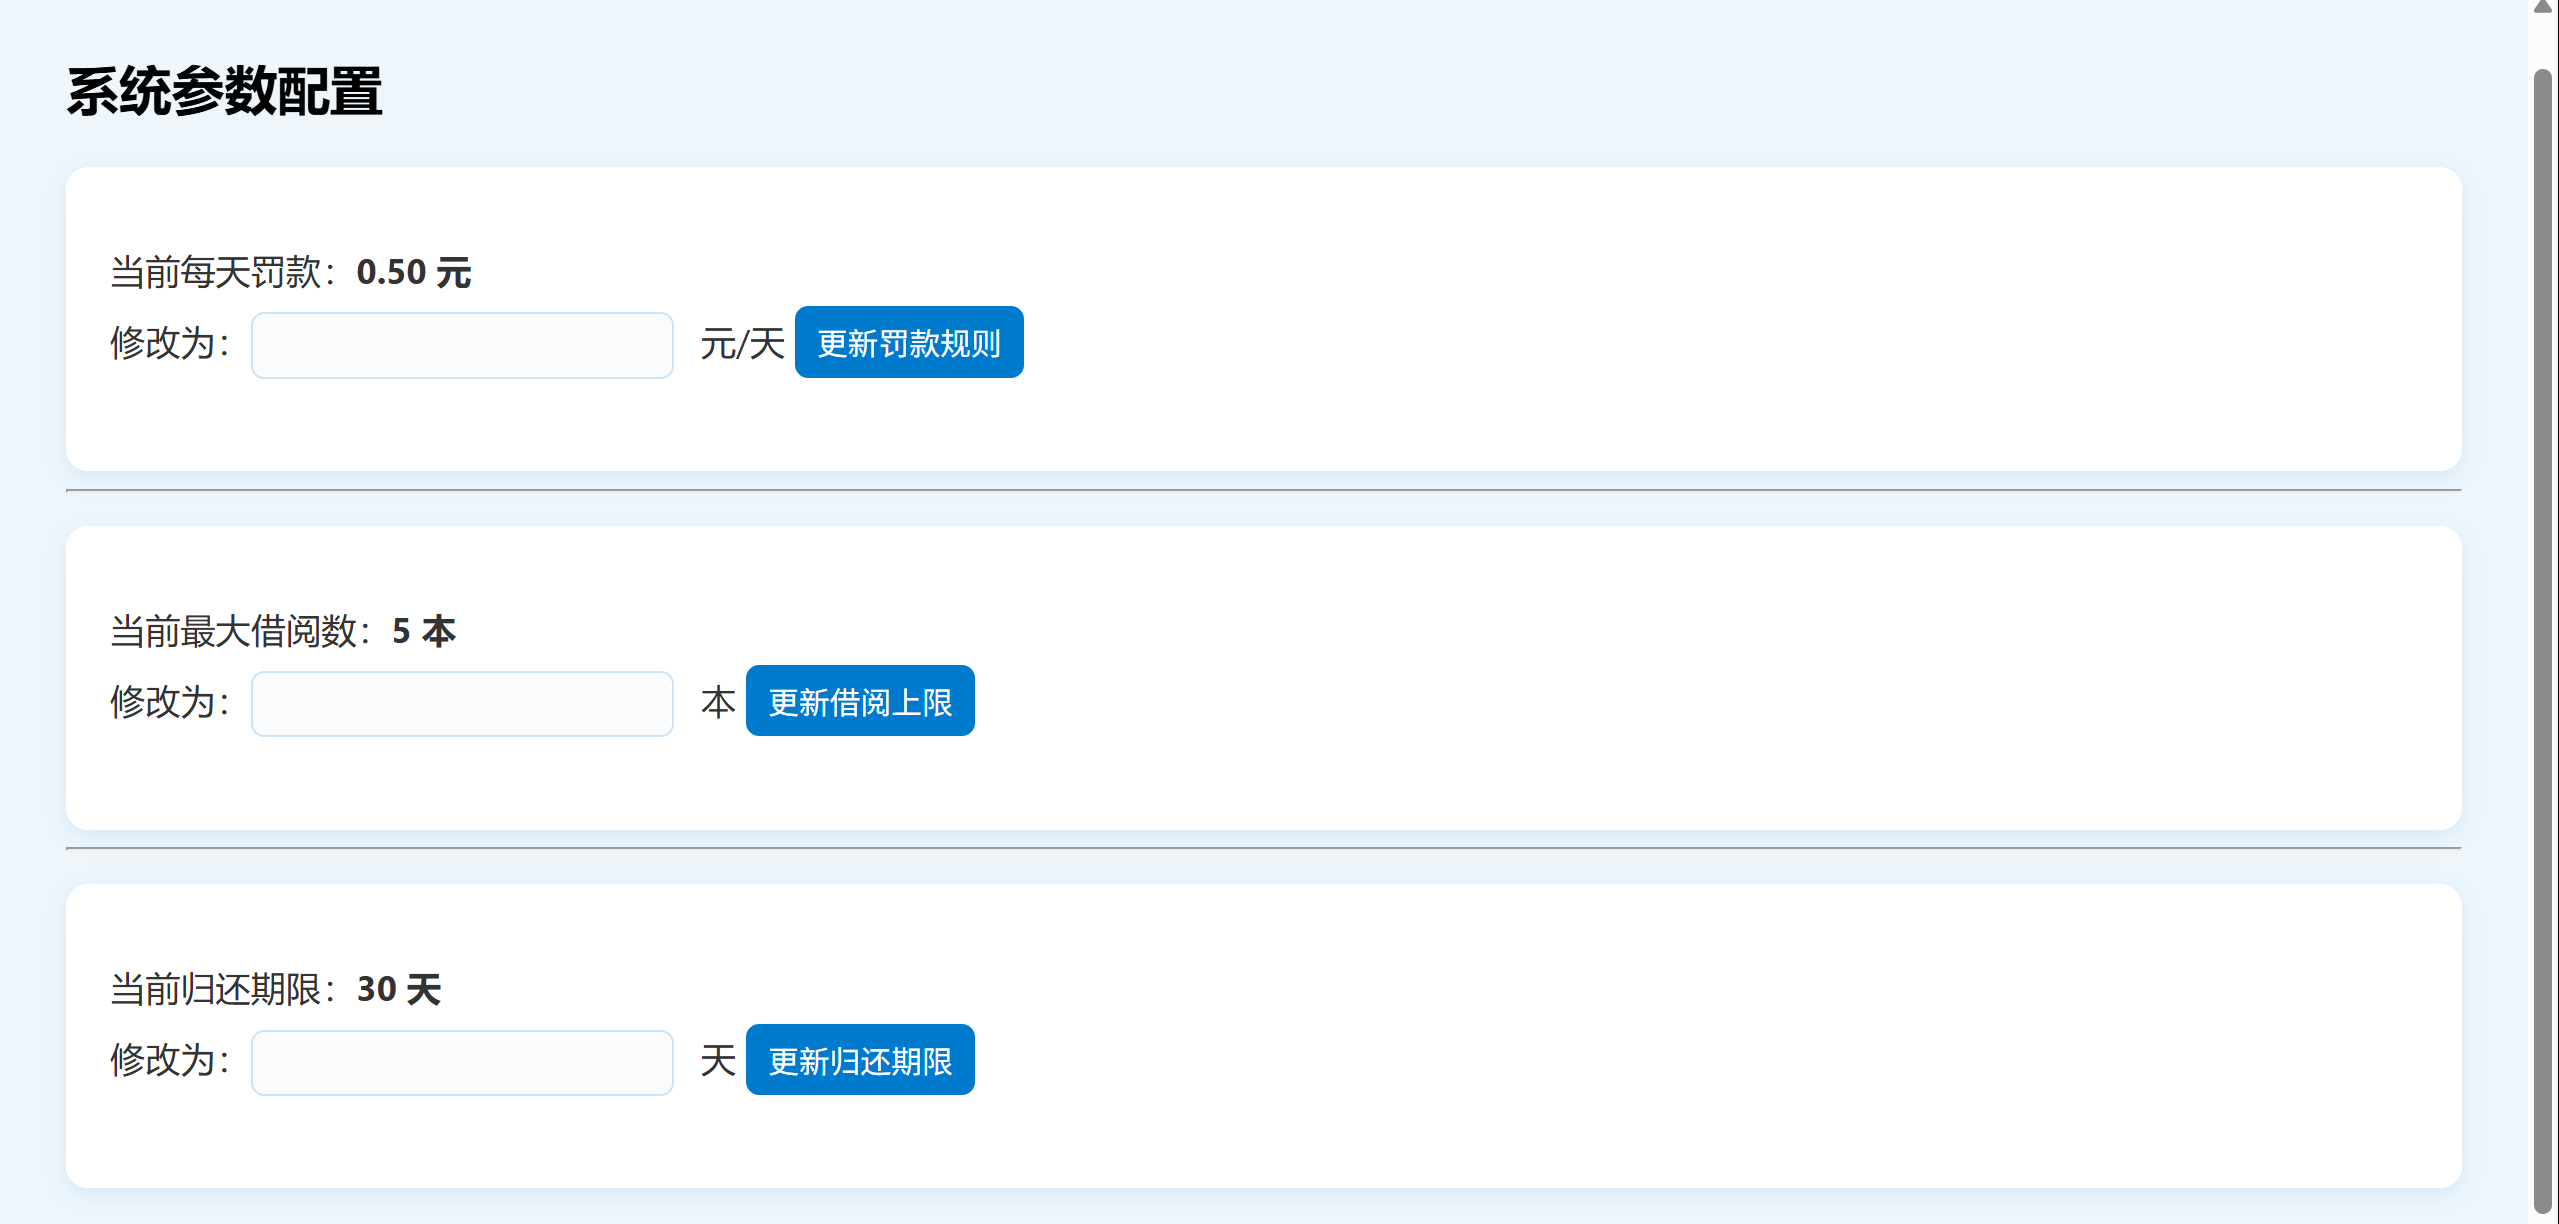 系统参数配置
当前每天罚款：0.50 元
修改为： 元/天 更新罚款规则
当前最大借阅数：5 本
修改为： 本 更新借阅上限
当前归还期限：30 天
修改为： 天 更新归还期限